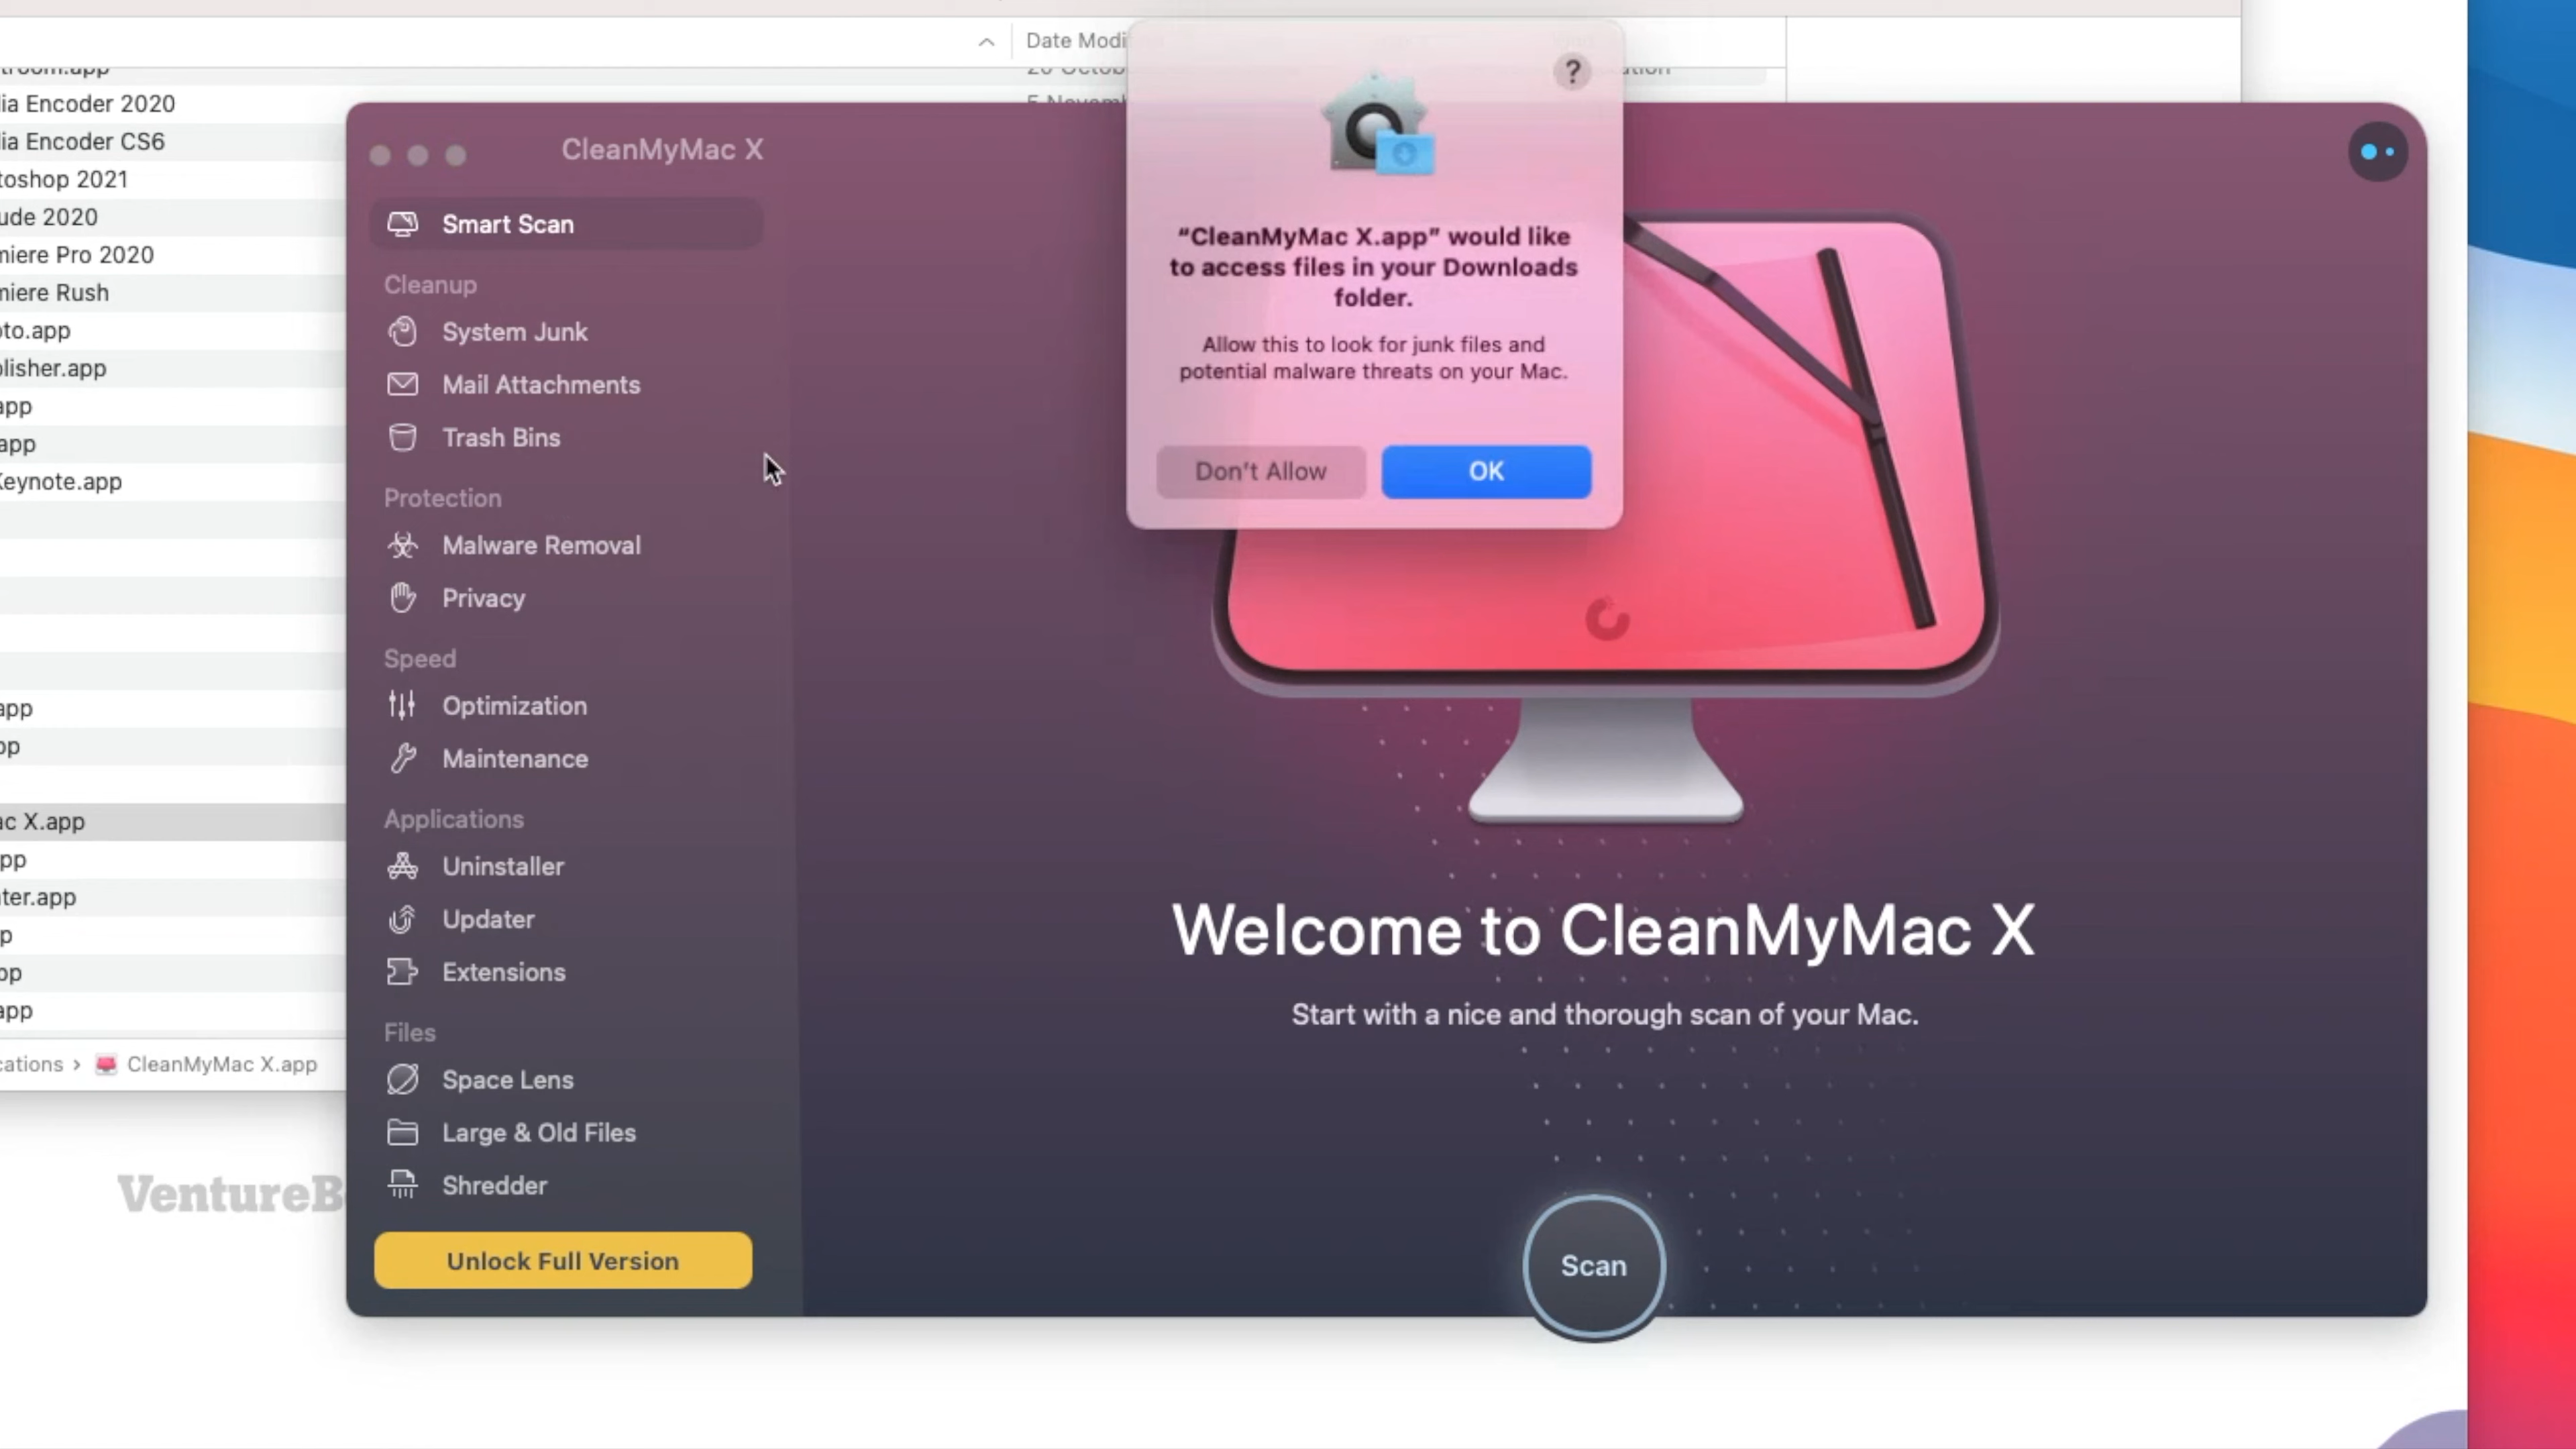 Date Modi
ia Encoder 2020
ia Encoder CS6
toshop 2021
ude 2020
miere Pro 2020
miere Rush
oto.app
olisher.app
app
app
Keynote.app
app
pp
ac X.app
pp
ter.app
p
pp
app
cations › CleanMyMac X.app
VentureB
CleanMyMac X
Smart Scan
Cleanup
System Junk
Mail Attachments
Trash Bins
Protection
Malware Removal
Privacy
Speed
Optimization
Maintenance
Applications
Uninstaller
Updater
Extensions
Files
Space Lens
Large & Old Files
Shredder
Unlock Full Version
?
“CleanMyMac X.app” would like
to access files in your Downloads
folder.
Allow this to look for junk files and
potential malware threats on your Mac.
Don't Allow
OK
Welcome to CleanMyMac X
Start with a nice and thorough scan of your Mac.
Scan